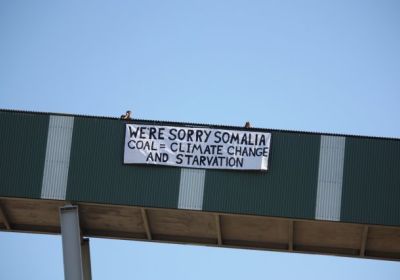 WE'RE SORRY SOMALIA
COAL = CLIMATE CHANGE
AND STARVATION